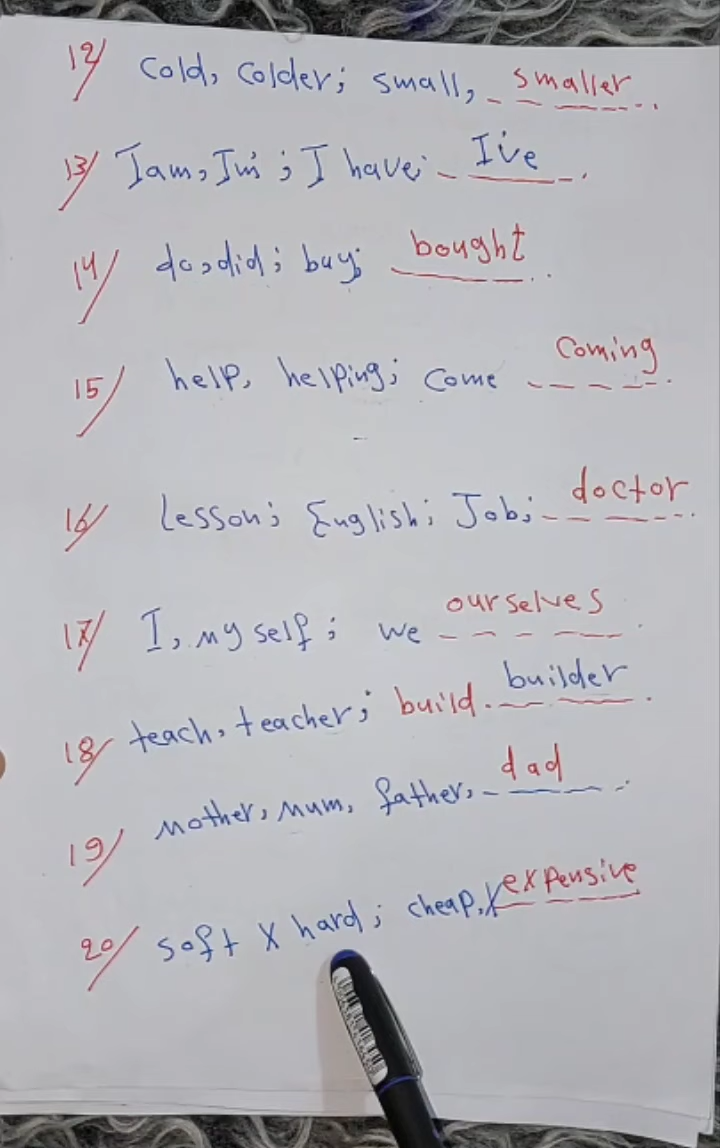 12/ Cold, Colder; small, smaller
13/ I am, I'm; I have; I've
14/ do, did; buy; bought
15/ help, helping; come coming
16/ Lesson; English; Job; doctor
17/ I, my self; we ourselves
18/ teach, teacher; build. builder
19/ Mother, Mum, father, dad
20/ soft X hard; cheap, X expensive